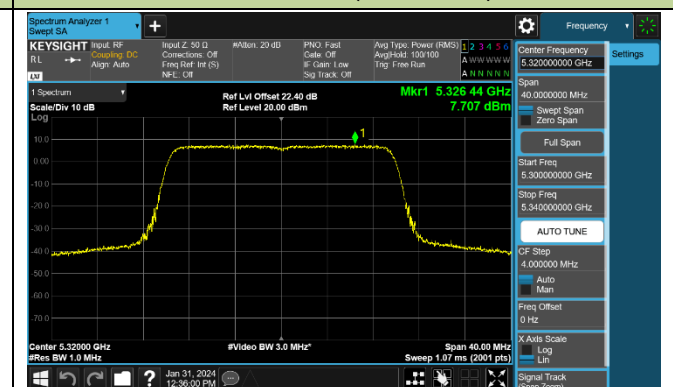 Spectrum Analyzer 1
Swept SA
+
Frequency
KEYSIGHT
RL
LXI
Input: RF
Coupling: DC
Align: Auto
Input Z: 50 Ω
Corrections: Off
Freq Ref: Int (S)
NFE: Off
#Atten: 20 dB
PNO: Fast
Gate: Off
IF Gain: Low
Sig Track: Off
Avg Type: Power (RMS)
Avg|Hold: 100/100
Trig: Free Run
1 2 3 4 5 6
A W W W W W
A N N N N N
Center Frequency
5.320000000 GHz
Settings
Span
40.0000000 MHz
Swept Span
Zero Span
Full Span
Start Freq
5.300000000 GHz
Stop Freq
5.340000000 GHz
AUTO TUNE
CF Step
4.000000 MHz
Auto
Man
Freq Offset
0 Hz
X Axis Scale
Log
Lin
Signal Track
(Span Zoom)
1 Spectrum
Scale/Div 10 dB
Log
Ref Lvl Offset 22.40 dB
Ref Level 20.00 dBm
Mkr1 5.326 44 GHz
7.707 dBm
1
10.0
0.00
-10.0
-20.0
-30.0
-40.0
-50.0
-60.0
-70.0
Center 5.32000 GHz
#Res BW 1.0 MHz
#Video BW 3.0 MHz*
Span 40.00 MHz
Sweep 1.07 ms (2001 pts)
?
Jan 31, 2024
12:36:00 PM